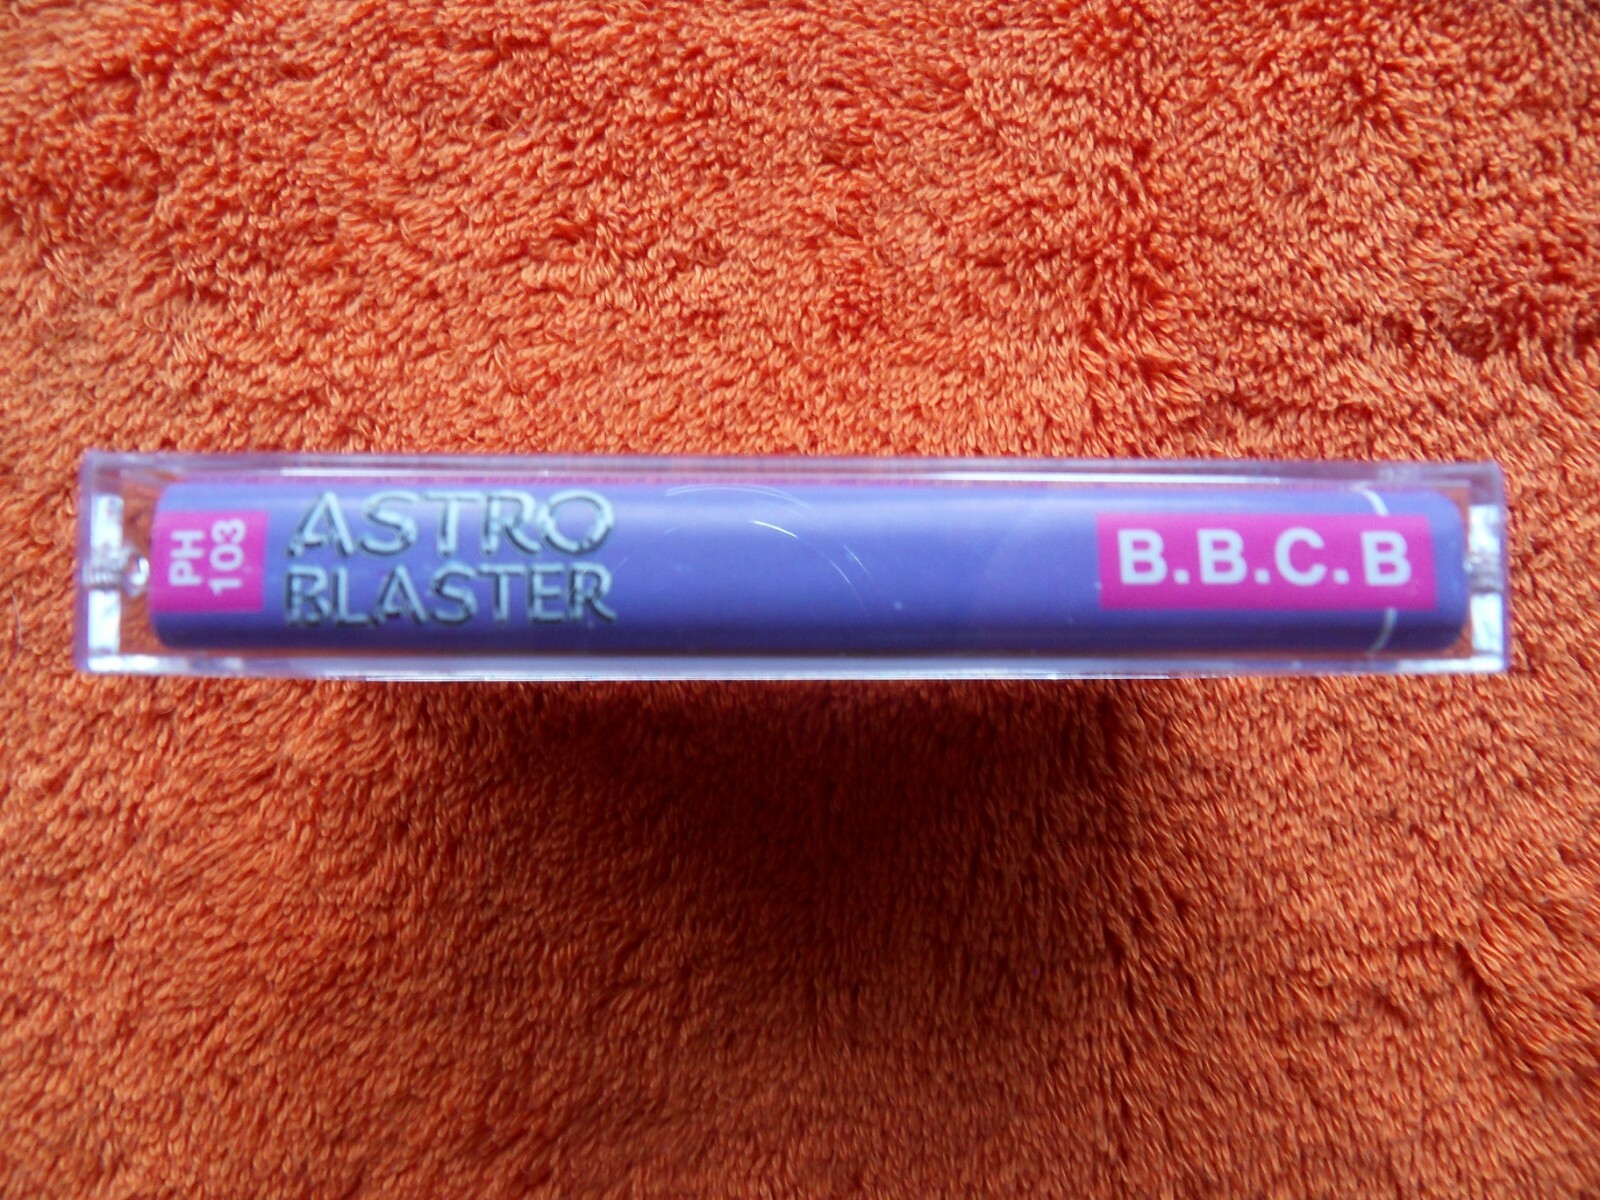 PH
103
ASTRO
BLASTER
B.B.C.B